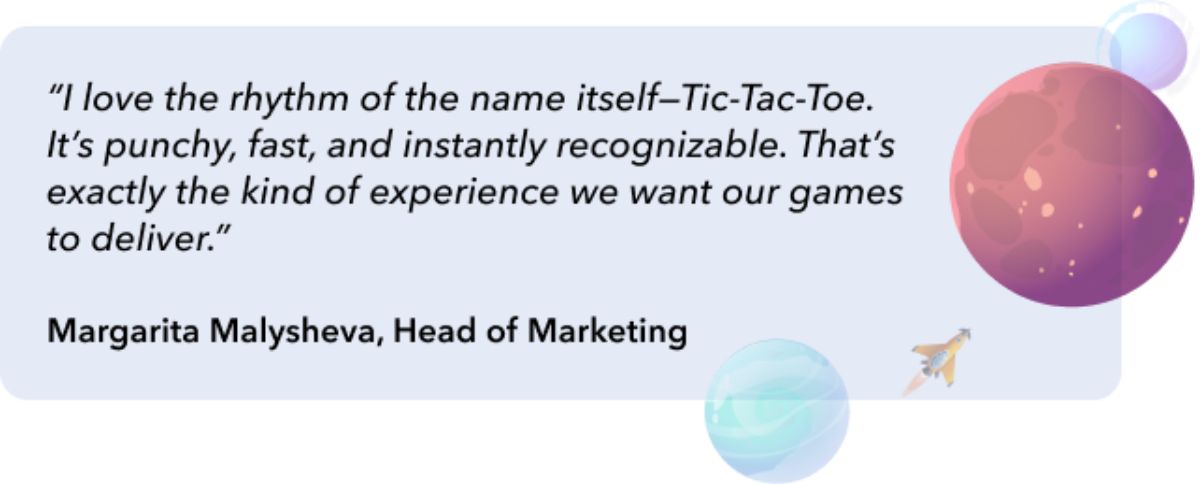 “I love the rhythm of the name itself—Tic-Tac-Toe.
It’s punchy, fast, and instantly recognizable. That’s
exactly the kind of experience we want our games
to deliver.”
Margarita Malysheva, Head of Marketing